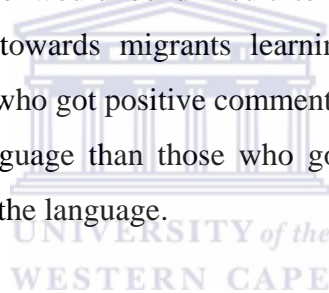 towards migrants learnin
who got positive comment
guage than those who go
the language.
UNIVERSITY of the
WESTERN CAPE